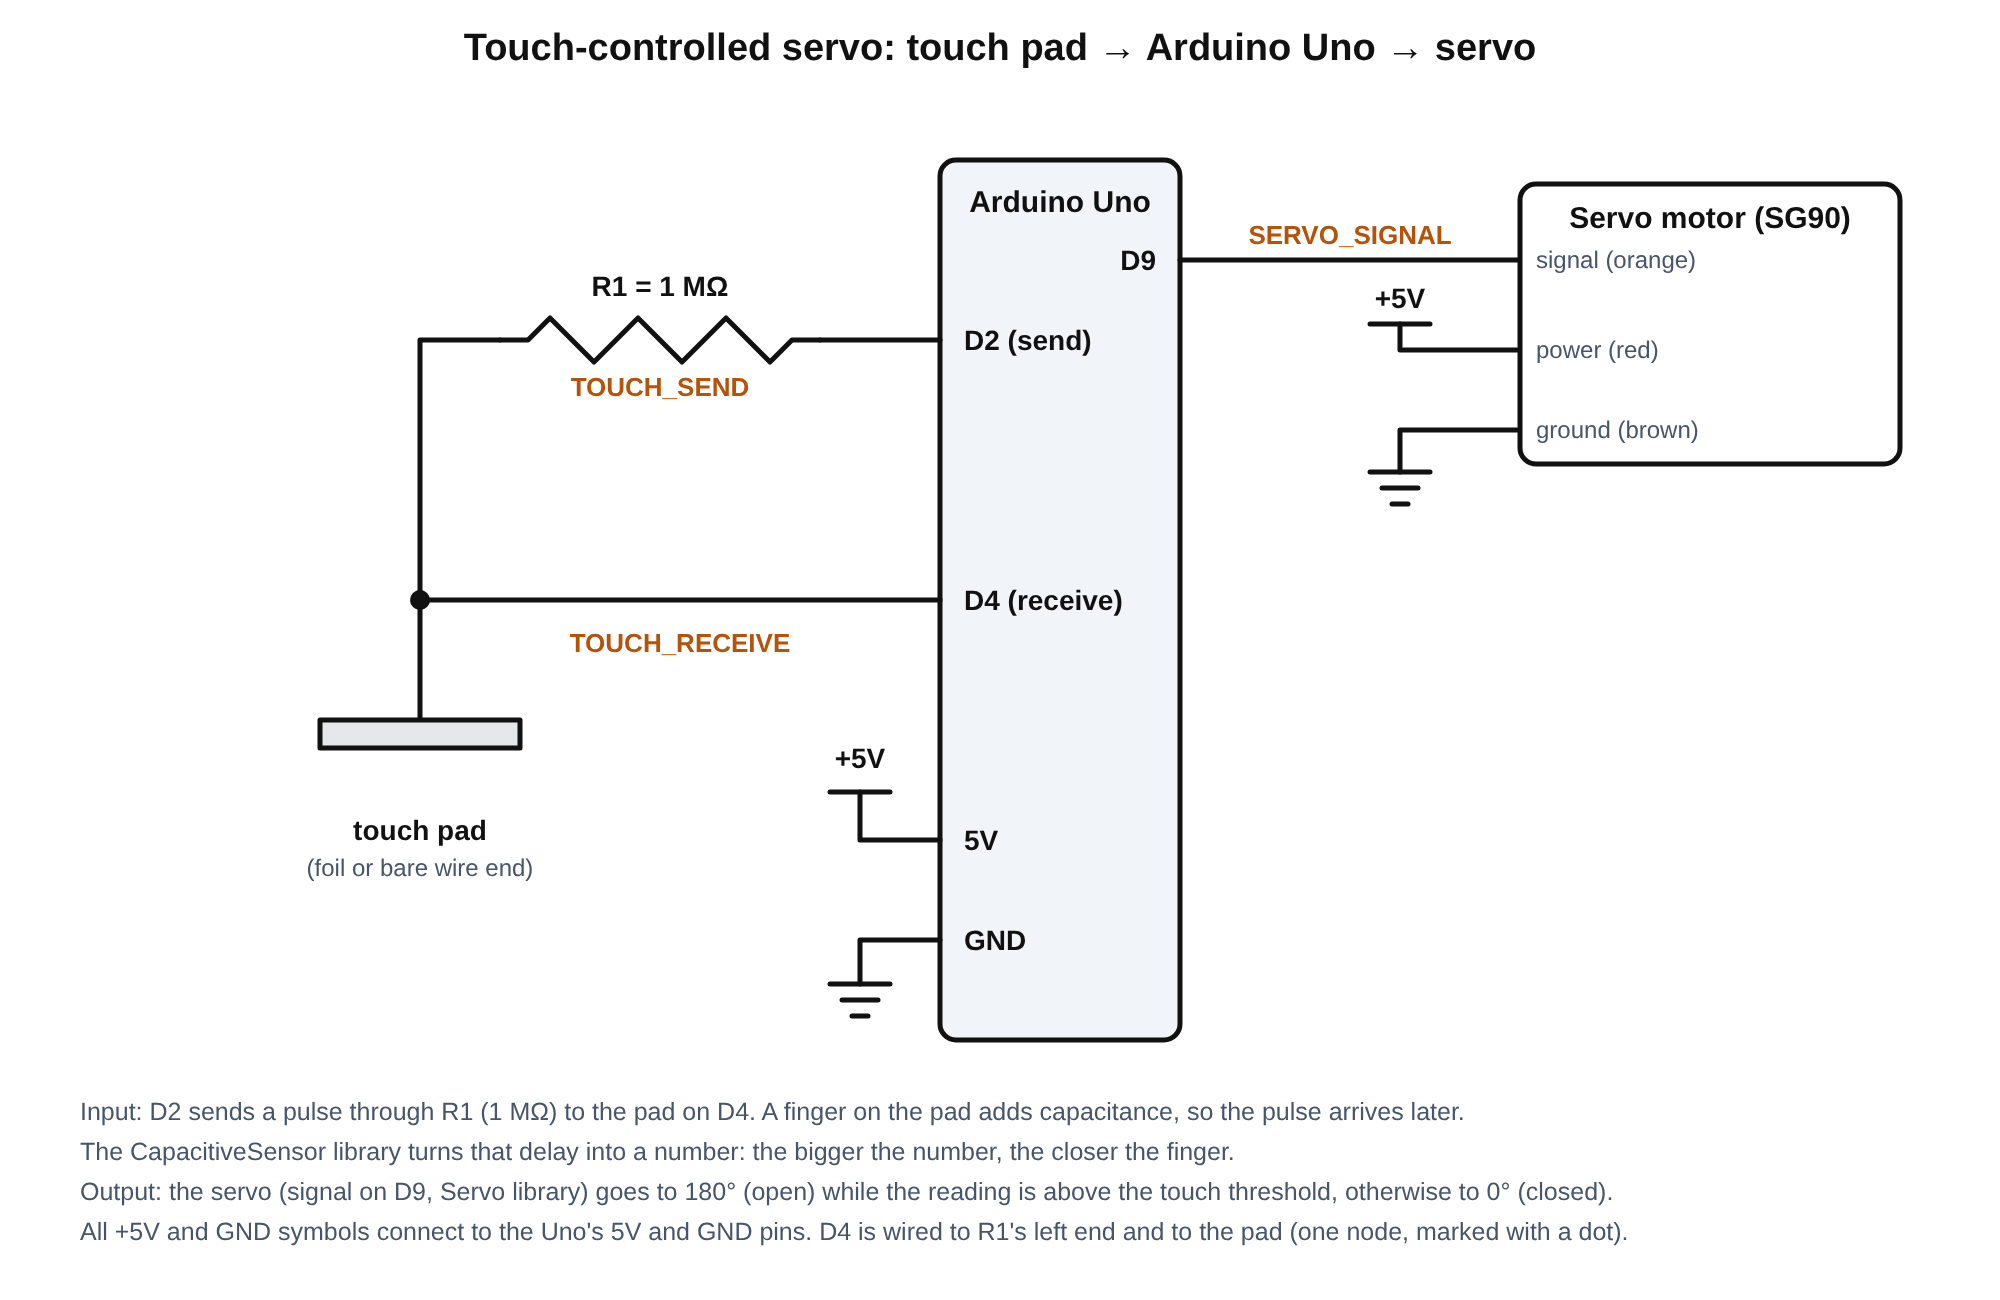 Touch-controlled servo: touch pad → Arduino Uno → servo
Arduino Uno
Servo motor (SG90)
SERVO_SIGNAL
D9
signal (orange)
R1 = 1 MΩ
+5V
D2 (send)
power (red)
TOUCH_SEND
ground (brown)
D4 (receive)
TOUCH_RECEIVE
+5V
touch pad
5V
(foil or bare wire end)
GND
Input: D2 sends a pulse through R1 (1 MΩ) to the pad on D4. A finger on the pad adds capacitance, so the pulse arrives later.
The CapacitiveSensor library turns that delay into a number: the bigger the number, the closer the finger.
Output: the servo (signal on D9, Servo library) goes to 180° (open) while the reading is above the touch threshold, otherwise to 0° (closed).
All +5V and GND symbols connect to the Uno's 5V and GND pins. D4 is wired to R1's left end and to the pad (one node, marked with a dot).